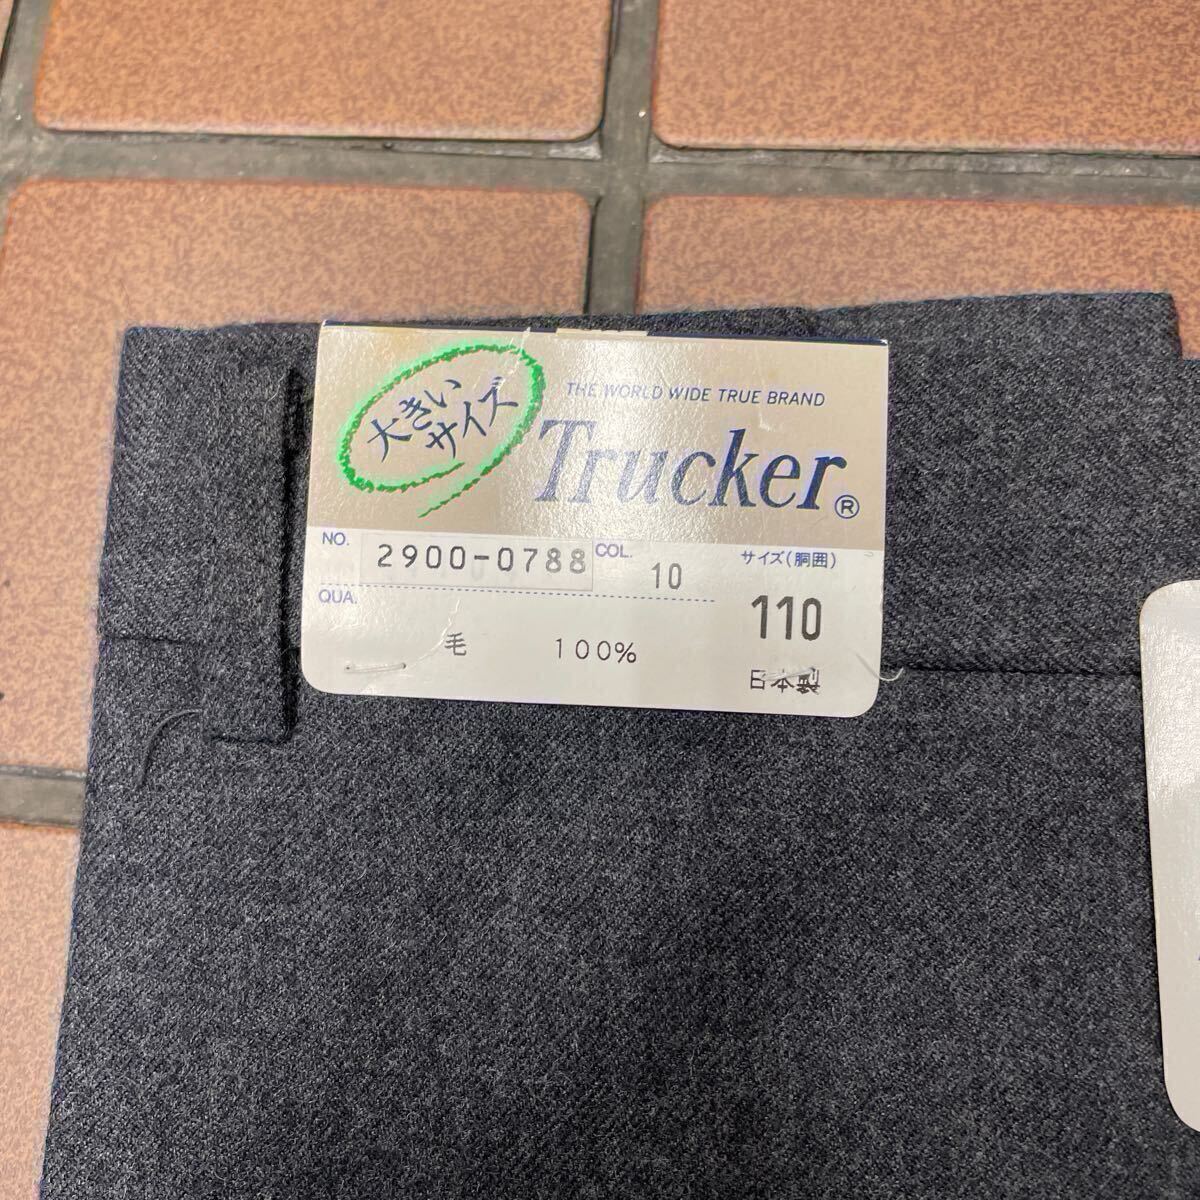 大きい
サイズ
THE WORLD WIDE TRUE BRAND
Trucker®
NO. 2900-0788 COL. 10
サイズ(胴囲)
110
QUA.
毛 100%
日本製